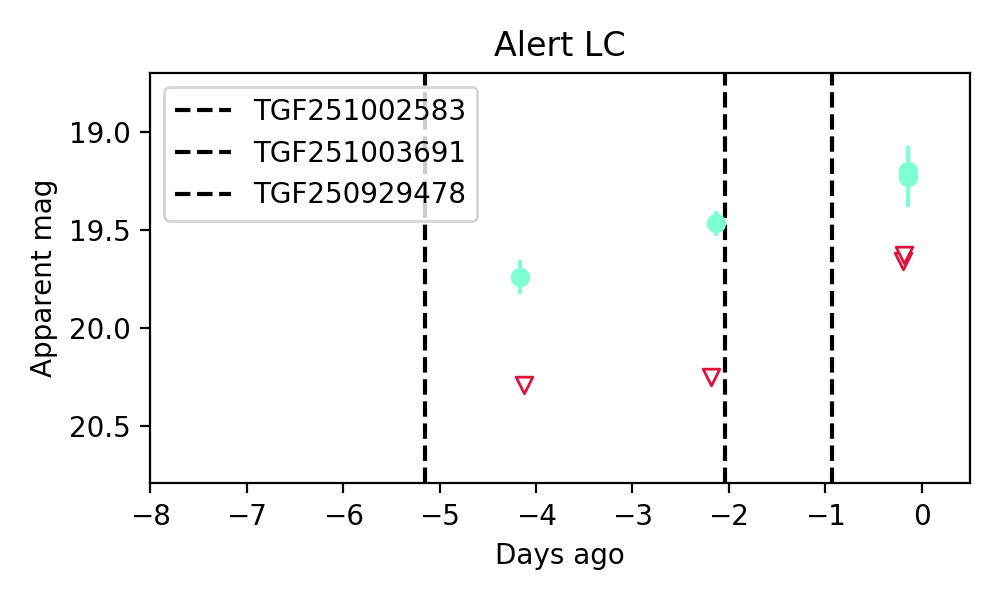 Alert LC
TGF251002583
TGF251003691
TGF250929478
Apparent mag
19.0
19.5
20.0
20.5
−8 −7 −6 −5 −4 −3 −2 −1 0
Days ago